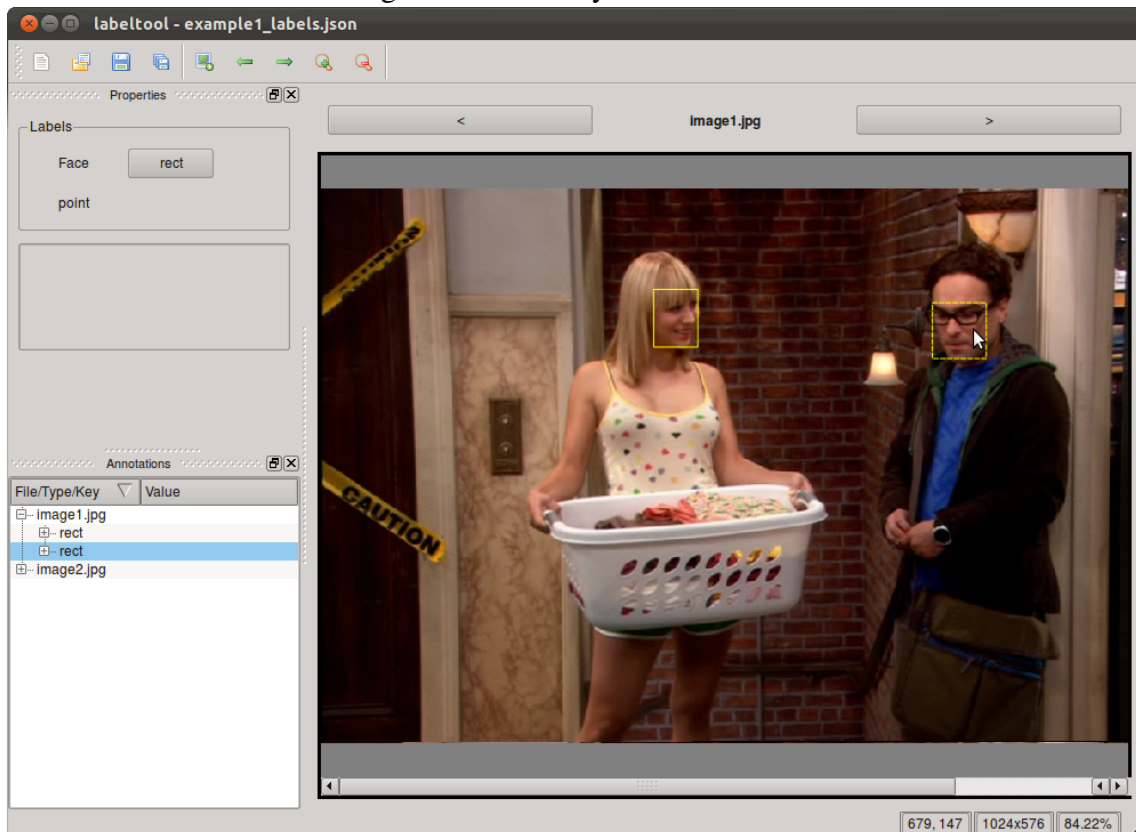 labeltool - example1_labels.json
Properties
Labels
Face rect
point
< image1.jpg >
CAUTION
CAUTION
Annotations
File/Type/Key Value
image1.jpg
rect
rect
image2.jpg
679, 147 1024x576 84.22%